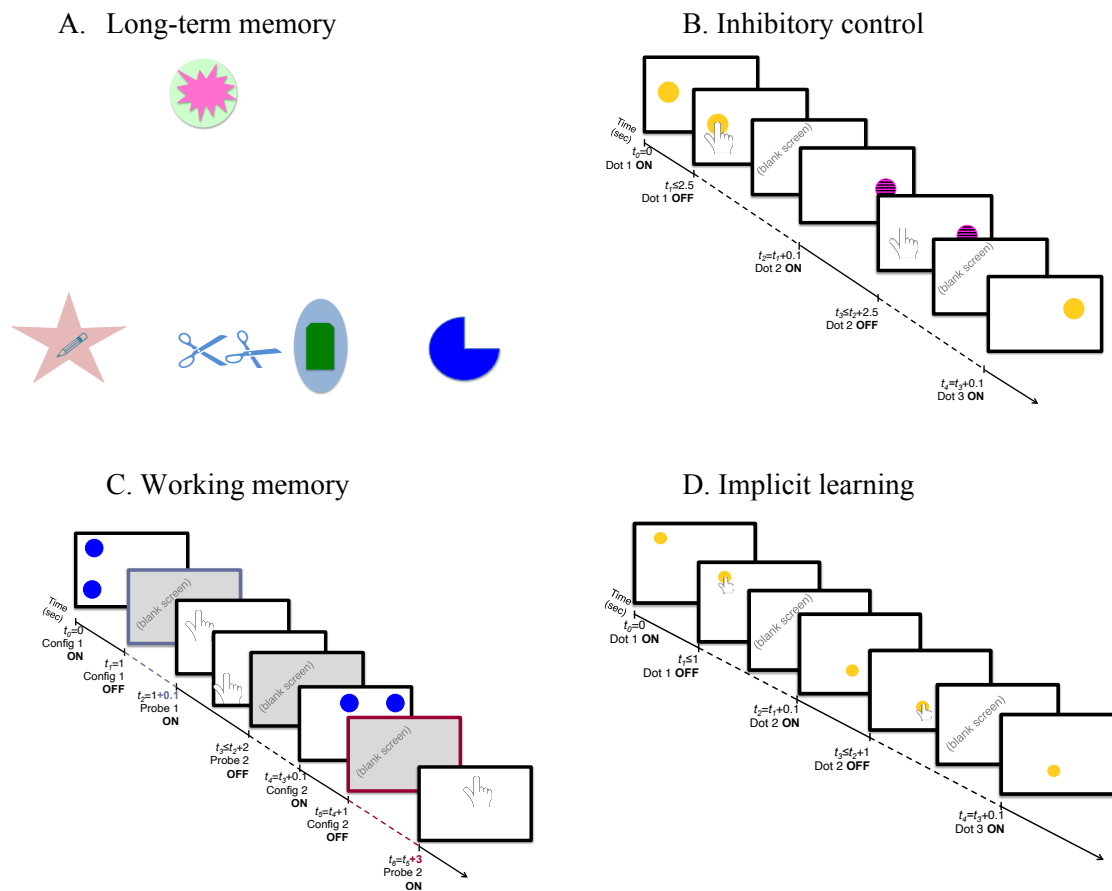 A. Long-term memory
B. Inhibitory control
Time
(sec)
t0=0
Dot 1 ON
t1≤2.5
Dot 1 OFF
(blank screen)
t2=t1+0.1
Dot 2 ON
t3≤t2+2.5
Dot 2 OFF
(blank screen)
t4=t3+0.1
Dot 3 ON
C. Working memory
Time
(sec)
t0=0
Config 1
ON
(blank screen)
t1=1
Config 1
OFF
t2=1+0.1
Probe 1
ON
(blank screen)
t3≤t2+2
Probe 2
OFF
t4=t3+0.1
Config 2
ON
(blank screen)
t5=t4+1
Config 2
OFF
t6=t5+3
Probe 2
ON
D. Implicit learning
Time
(sec)
t0=0
Dot 1 ON
t1≤1
Dot 1 OFF
(blank screen)
t2=t1+0.1
Dot 2 ON
t3≤t2+1
Dot 2 OFF
(blank screen)
t4=t3+0.1
Dot 3 ON